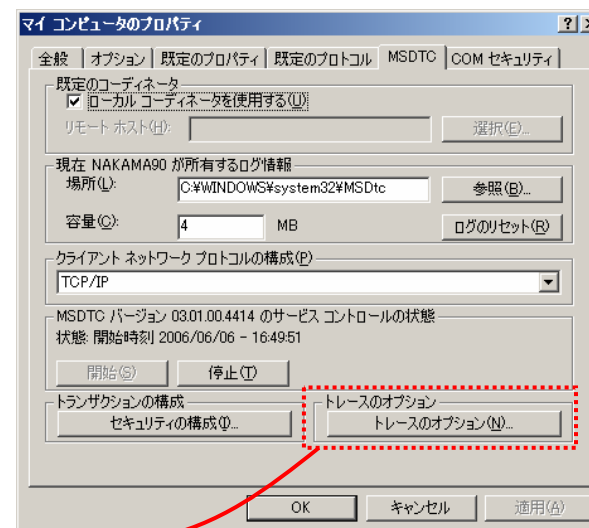 マイ コンピュータのプロパティ
全般 オプション 既定のプロパティ 既定のプロトコル MSDTC COM セキュリティ
既定のコーディネータ
ローカル コーディネータを使用する(U)
リモート ホスト(H): 選択(E)...
現在 NAKAMA90 が所有するログ情報
場所(L): C:¥WINDOWS¥system32¥MSDtc 参照(B)...
容量(C): 4 MB ログのリセット(R)
クライアント ネットワーク プロトコルの構成(P)
TCP/IP
MSDTC バージョン 03.01.00.4414 のサービス コントロールの状態
状態: 開始時刻 2006/06/06 - 16:49:51
開始(S) 停止(T)
トランザクションの構成 トレースのオプション
セキュリティの構成(I)... トレースのオプション(N)...
OK キャンセル 適用(A)